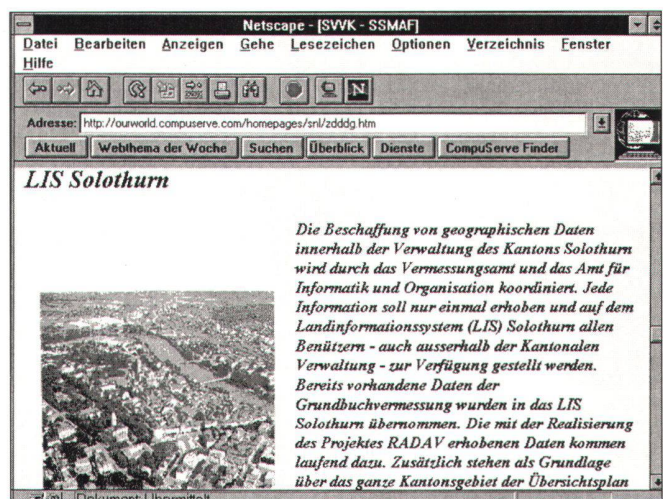 Netscape - [SVVK - SSMAF]
Datei Bearbeiten Anzeigen Gehe Lesezeichen Optionen Verzeichnis Fenster
Hilfe
N
Adresse: http://ourworld.compuserve.com/homepages/snl/zdddg.htm
Aktuell Webthema der Woche Suchen Überblick Dienste CompuServe Finder
LIS Solothurn
Die Beschaffung von geographischen Daten
innerhalb der Verwaltung des Kantons Solothurn
wird durch das Vermessungsamt und das Amt für
Informatik und Organisation koordiniert. Jede
Information soll nur einmal erhoben und auf dem
Landinformationssystem (LIS) Solothurn allen
Benützern - auch ausserhalb der Kantonalen
Verwaltung - zur Verfügung gestellt werden.
Bereits vorhandene Daten der
Grundbuchvermessung wurden in das LIS
Solothurn übernommen. Die mit der Realisierung
des Projektes RADAV erhobenen Daten kommen
laufend dazu. Zusätzlich stehen als Grundlage
über das ganze Kantonsgebiet der Übersichtsplan
Dokument: Übermittelt